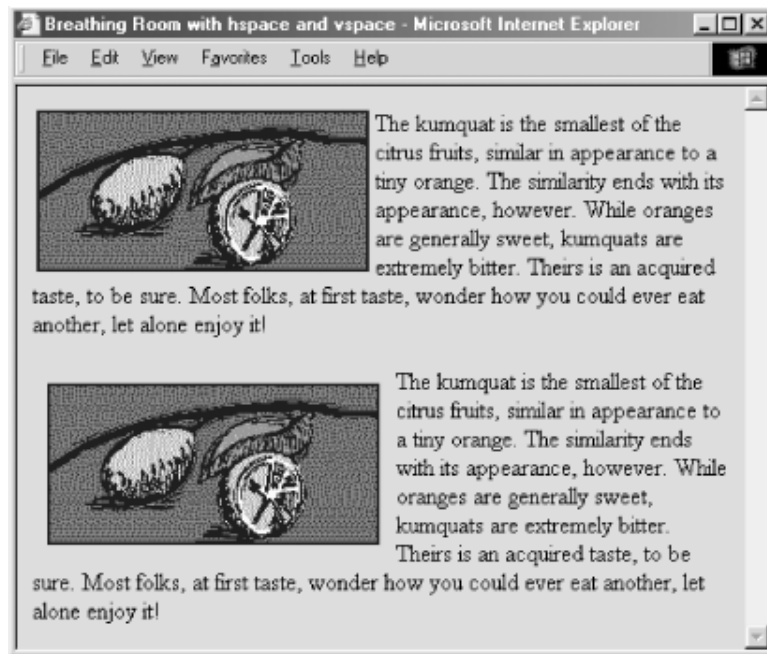 Breathing Room with hspace and vspace - Microsoft Internet Explorer
File Edit View Favorites Tools Help
The kumquat is the smallest of the
citrus fruits, similar in appearance to a
tiny orange. The similarity ends with its
appearance, however. While oranges
are generally sweet, kumquats are
extremely bitter. Theirs is an acquired
taste, to be sure. Most folks, at first taste, wonder how you could ever eat
another, let alone enjoy it!
The kumquat is the smallest of the
citrus fruits, similar in appearance to
a tiny orange. The similarity ends
with its appearance, however. While
oranges are generally sweet,
kumquats are extremely bitter.
Theirs is an acquired taste, to be
sure. Most folks, at first taste, wonder how you could ever eat another, let
alone enjoy it!